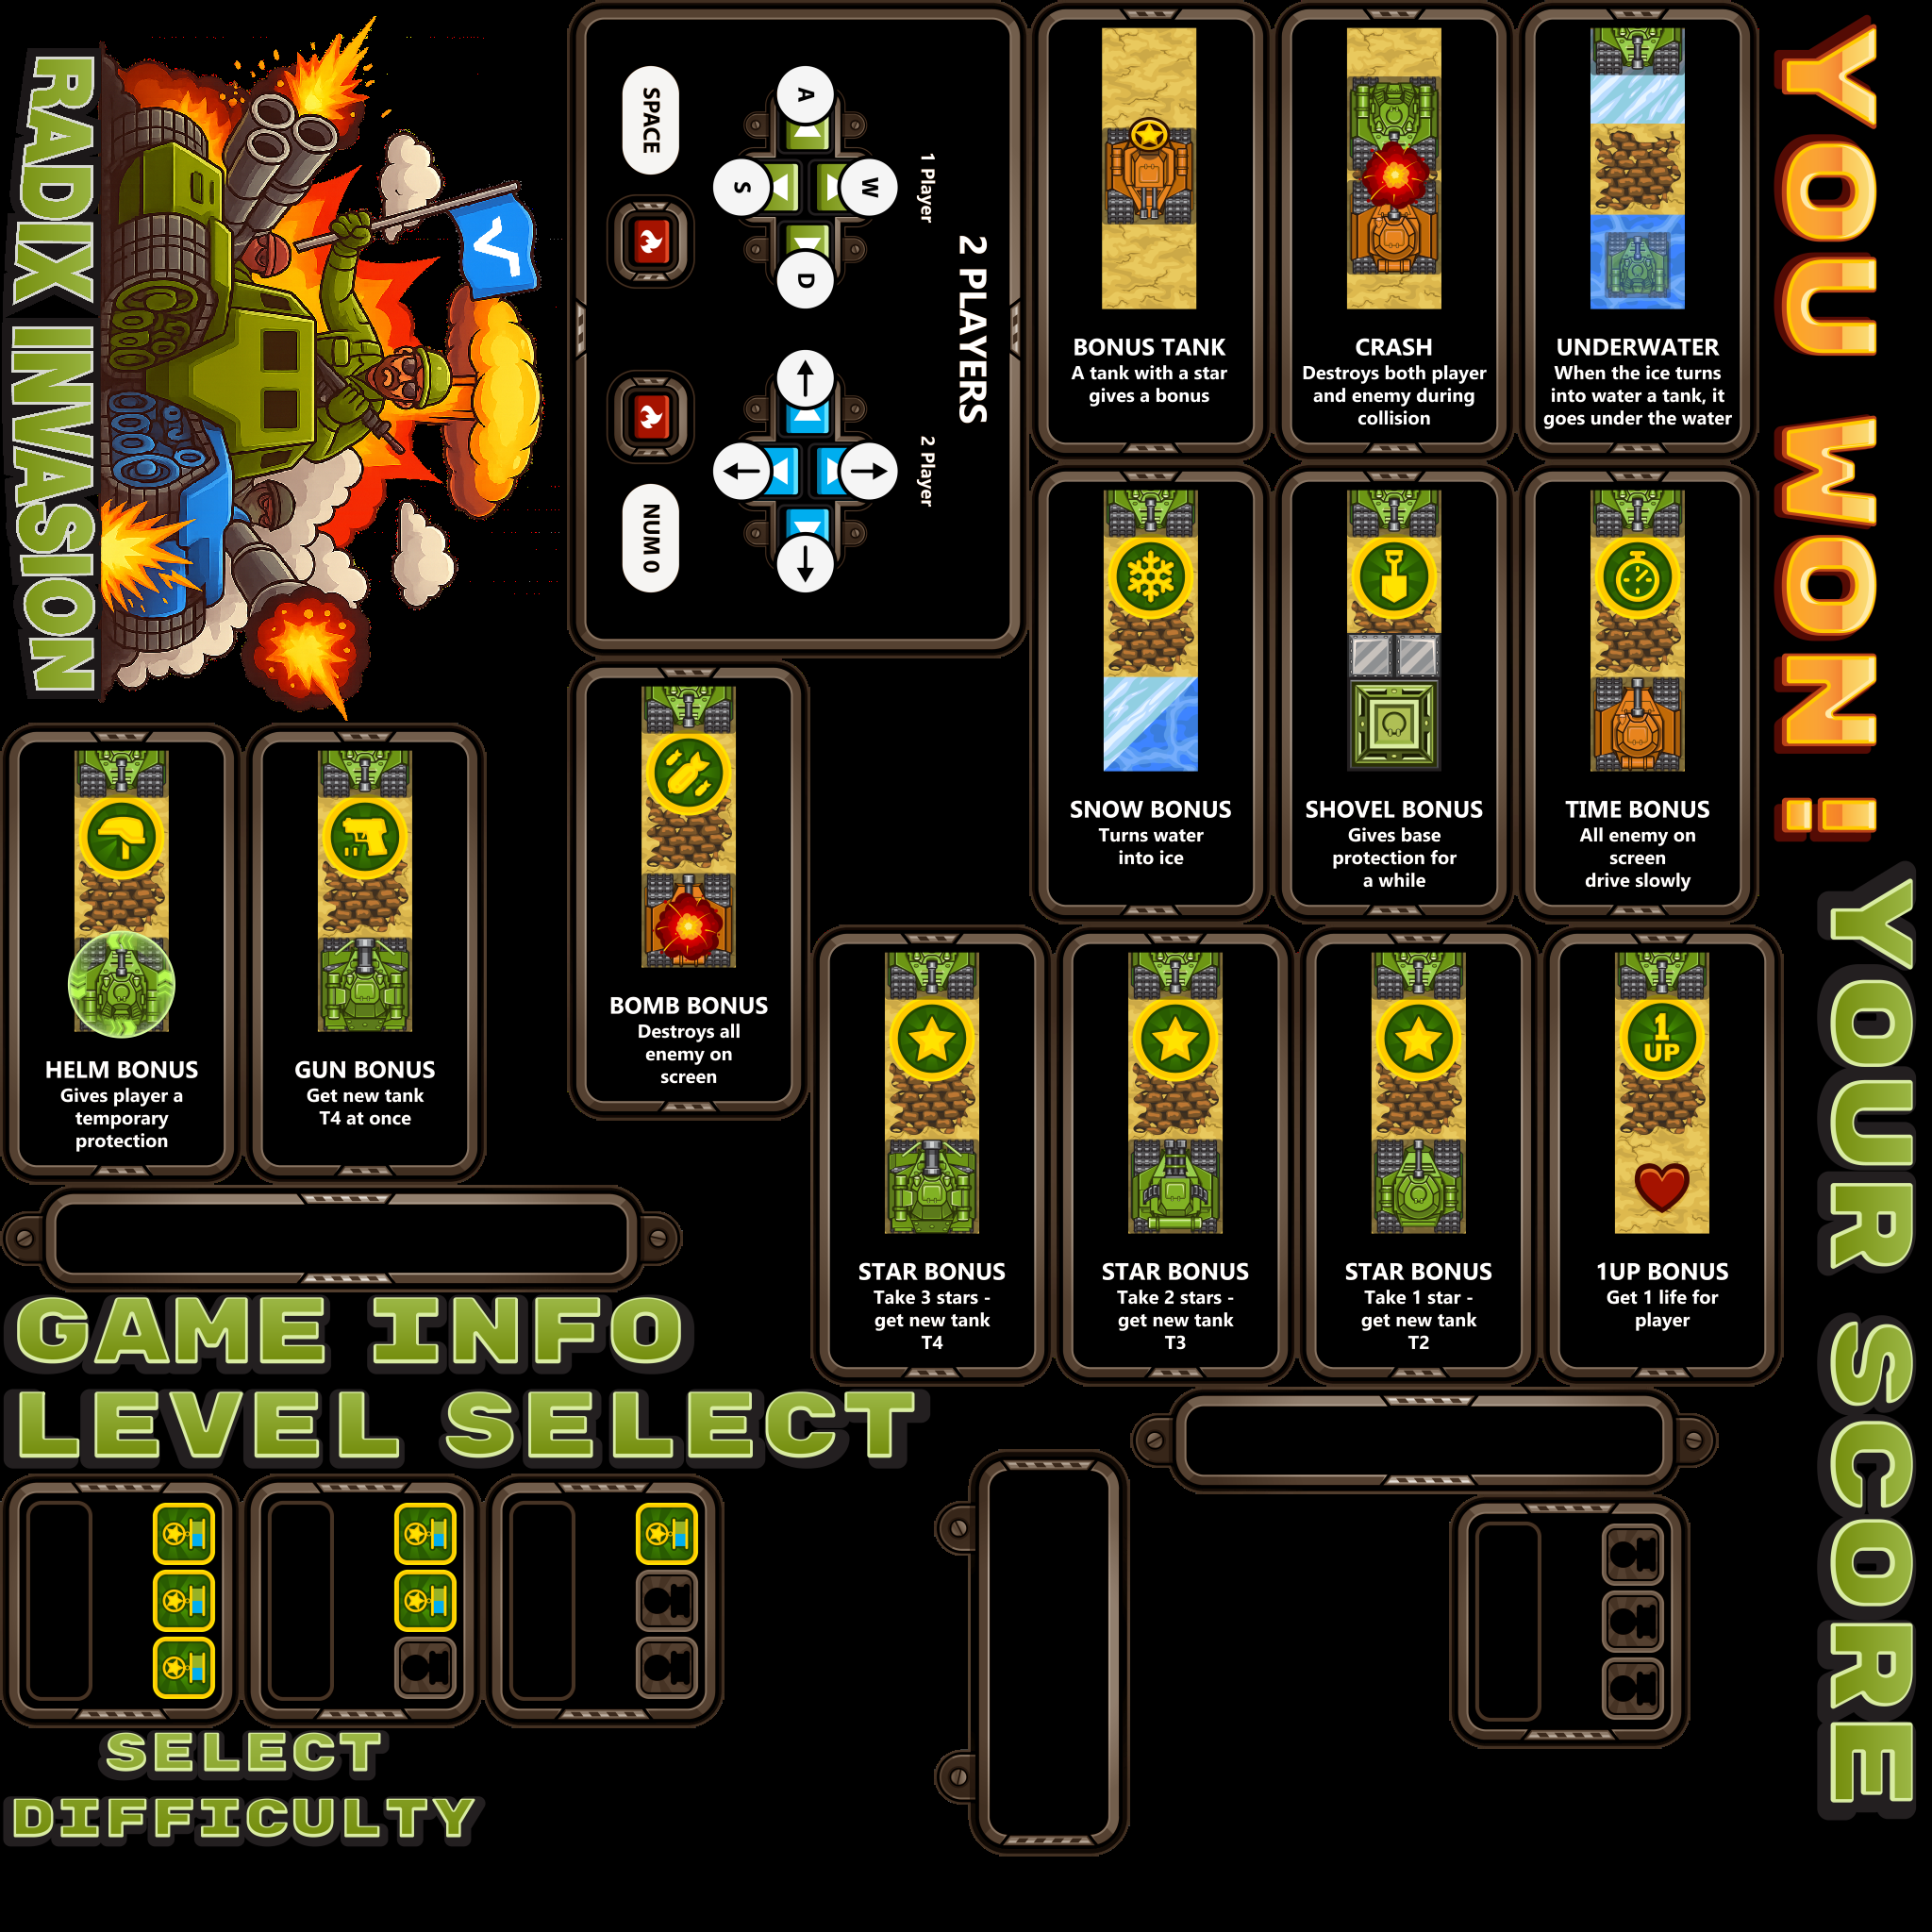 RADIX INVASION
2 PLAYERS
1 Player
W
A
S
D
SPACE
2 Player
NUM 0
BONUS TANK
A tank with a star
gives a bonus
CRASH
Destroys both player
and enemy during
collision
UNDERWATER
When the ice turns
into water a tank, it
goes under the water
YOU WON !
SNOW BONUS
Turns water
into ice
SHOVEL BONUS
Gives base
protection for
a while
TIME BONUS
All enemy on
screen
drive slowly
HELM BONUS
Gives player a
temporary
protection
GUN BONUS
Get new tank
T4 at once
BOMB BONUS
Destroys all
enemy on
screen
STAR BONUS
Take 3 stars -
get new tank
T4
STAR BONUS
Take 2 stars -
get new tank
T3
STAR BONUS
Take 1 star -
get new tank
T2
1
UP
1UP BONUS
Get 1 life for
player
YOUR SCORE
GAME INFO
LEVEL SELECT
SELECT
DIFFICULTY